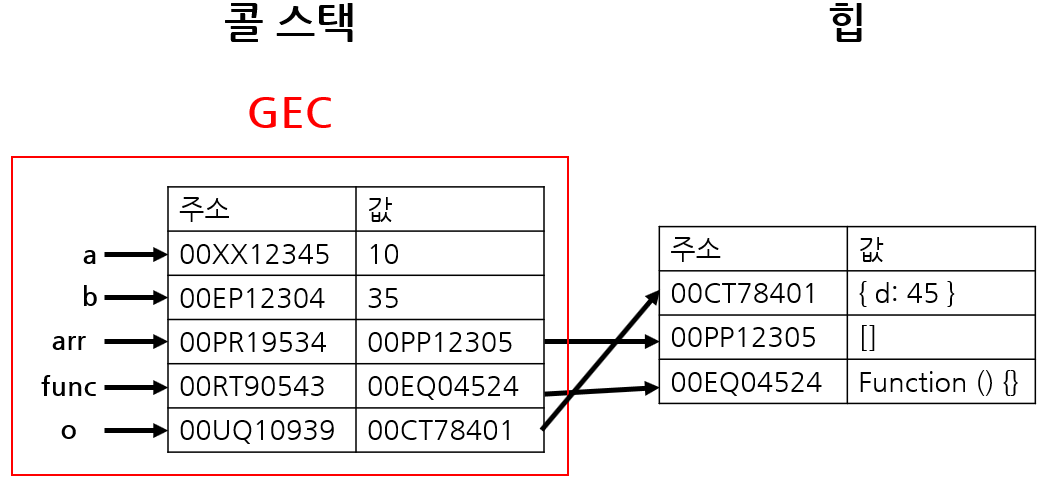 콜 스택
힙
GEC
주소 값
a 00XX12345 10
b 00EP12304 35
arr 00PR19534 00PP12305
func 00RT90543 00EQ04524
o 00UQ10939 00CT78401
주소 값
00CT78401 { d: 45 }
00PP12305 []
00EQ04524 Function () {}